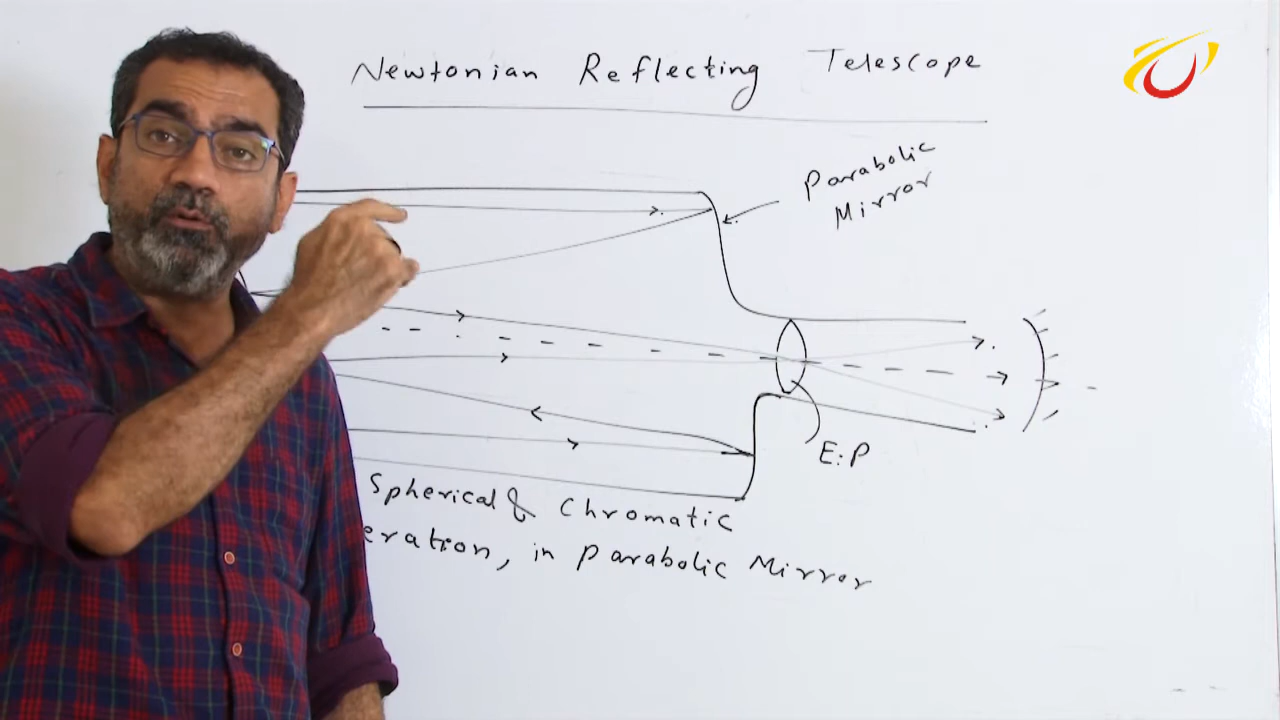 Newtonian Reflecting Telescope
Parabolic
Mirror
E:P
Spherical & Chromatic
eration, in Parabolic Mirror